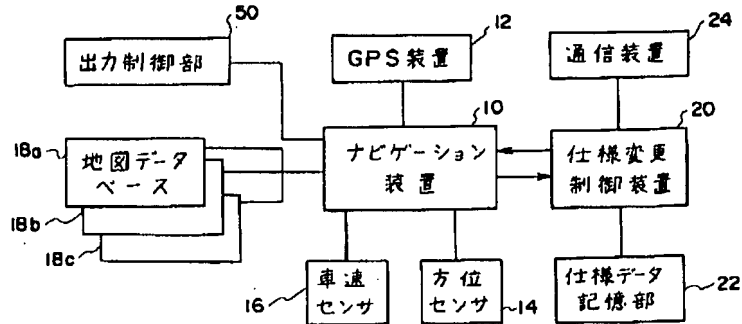 50
出力制御部
12
GPS装置
24
通信装置
18a
地図データ
ベース
18b
18c
10
ナビゲーション
装置
20
仕様変更
制御装置
16
車速
センサ
方位
センサ
14
仕様データ
記憶部
22